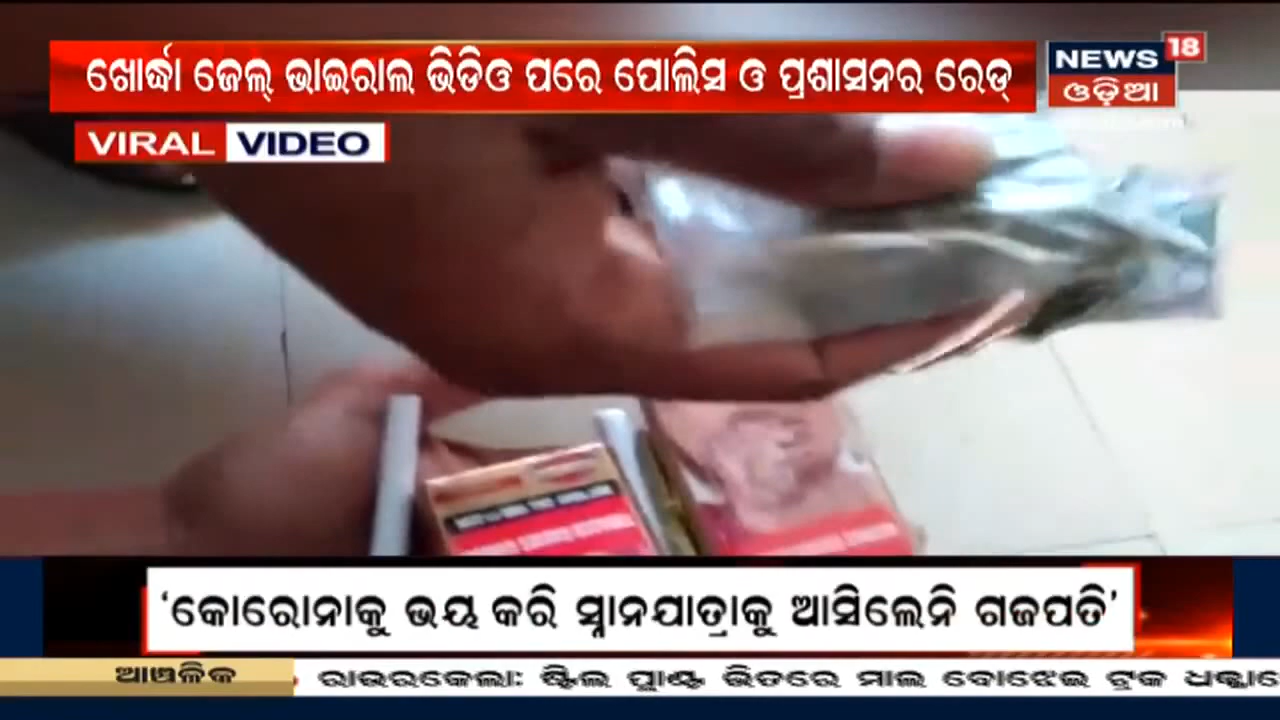 ଖୋର୍ଦ୍ଧା ଜେଲ୍ ଭାଇରାଲ ଭିଡିଓ ପରେ ପୋଲିସ ଓ ପ୍ରଶାସନର ରେଡ୍
NEWS 18
ଓଡ଼ିଆ
VIRAL VIDEO
‘କୋରୋନାକୁ ଭୟ କରି ସ୍ନାନଯାତ୍ରାକୁ ଆସିଲେନି ଗଜପତି’
ଆଞ୍ଚଳିକ
ରାଉରକେଲା: ଷ୍ଟିଲ ପ୍ଲାଣ୍ଟ ଭିତରେ ମାଲ ବୋଝେଇ ଟ୍ରକ